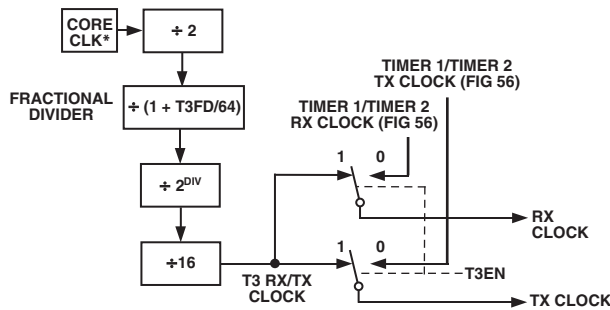 CORE
CLK*
÷ 2
TIMER 1/TIMER 2
TX CLOCK (FIG 56)
FRACTIONAL
DIVIDER
÷ (1 + T3FD/64)
TIMER 1/TIMER 2
RX CLOCK (FIG 56)
1
0
÷ 2DIV
RX
CLOCK
1
0
÷16
T3 RX/TX
CLOCK
T3EN
TX CLOCK